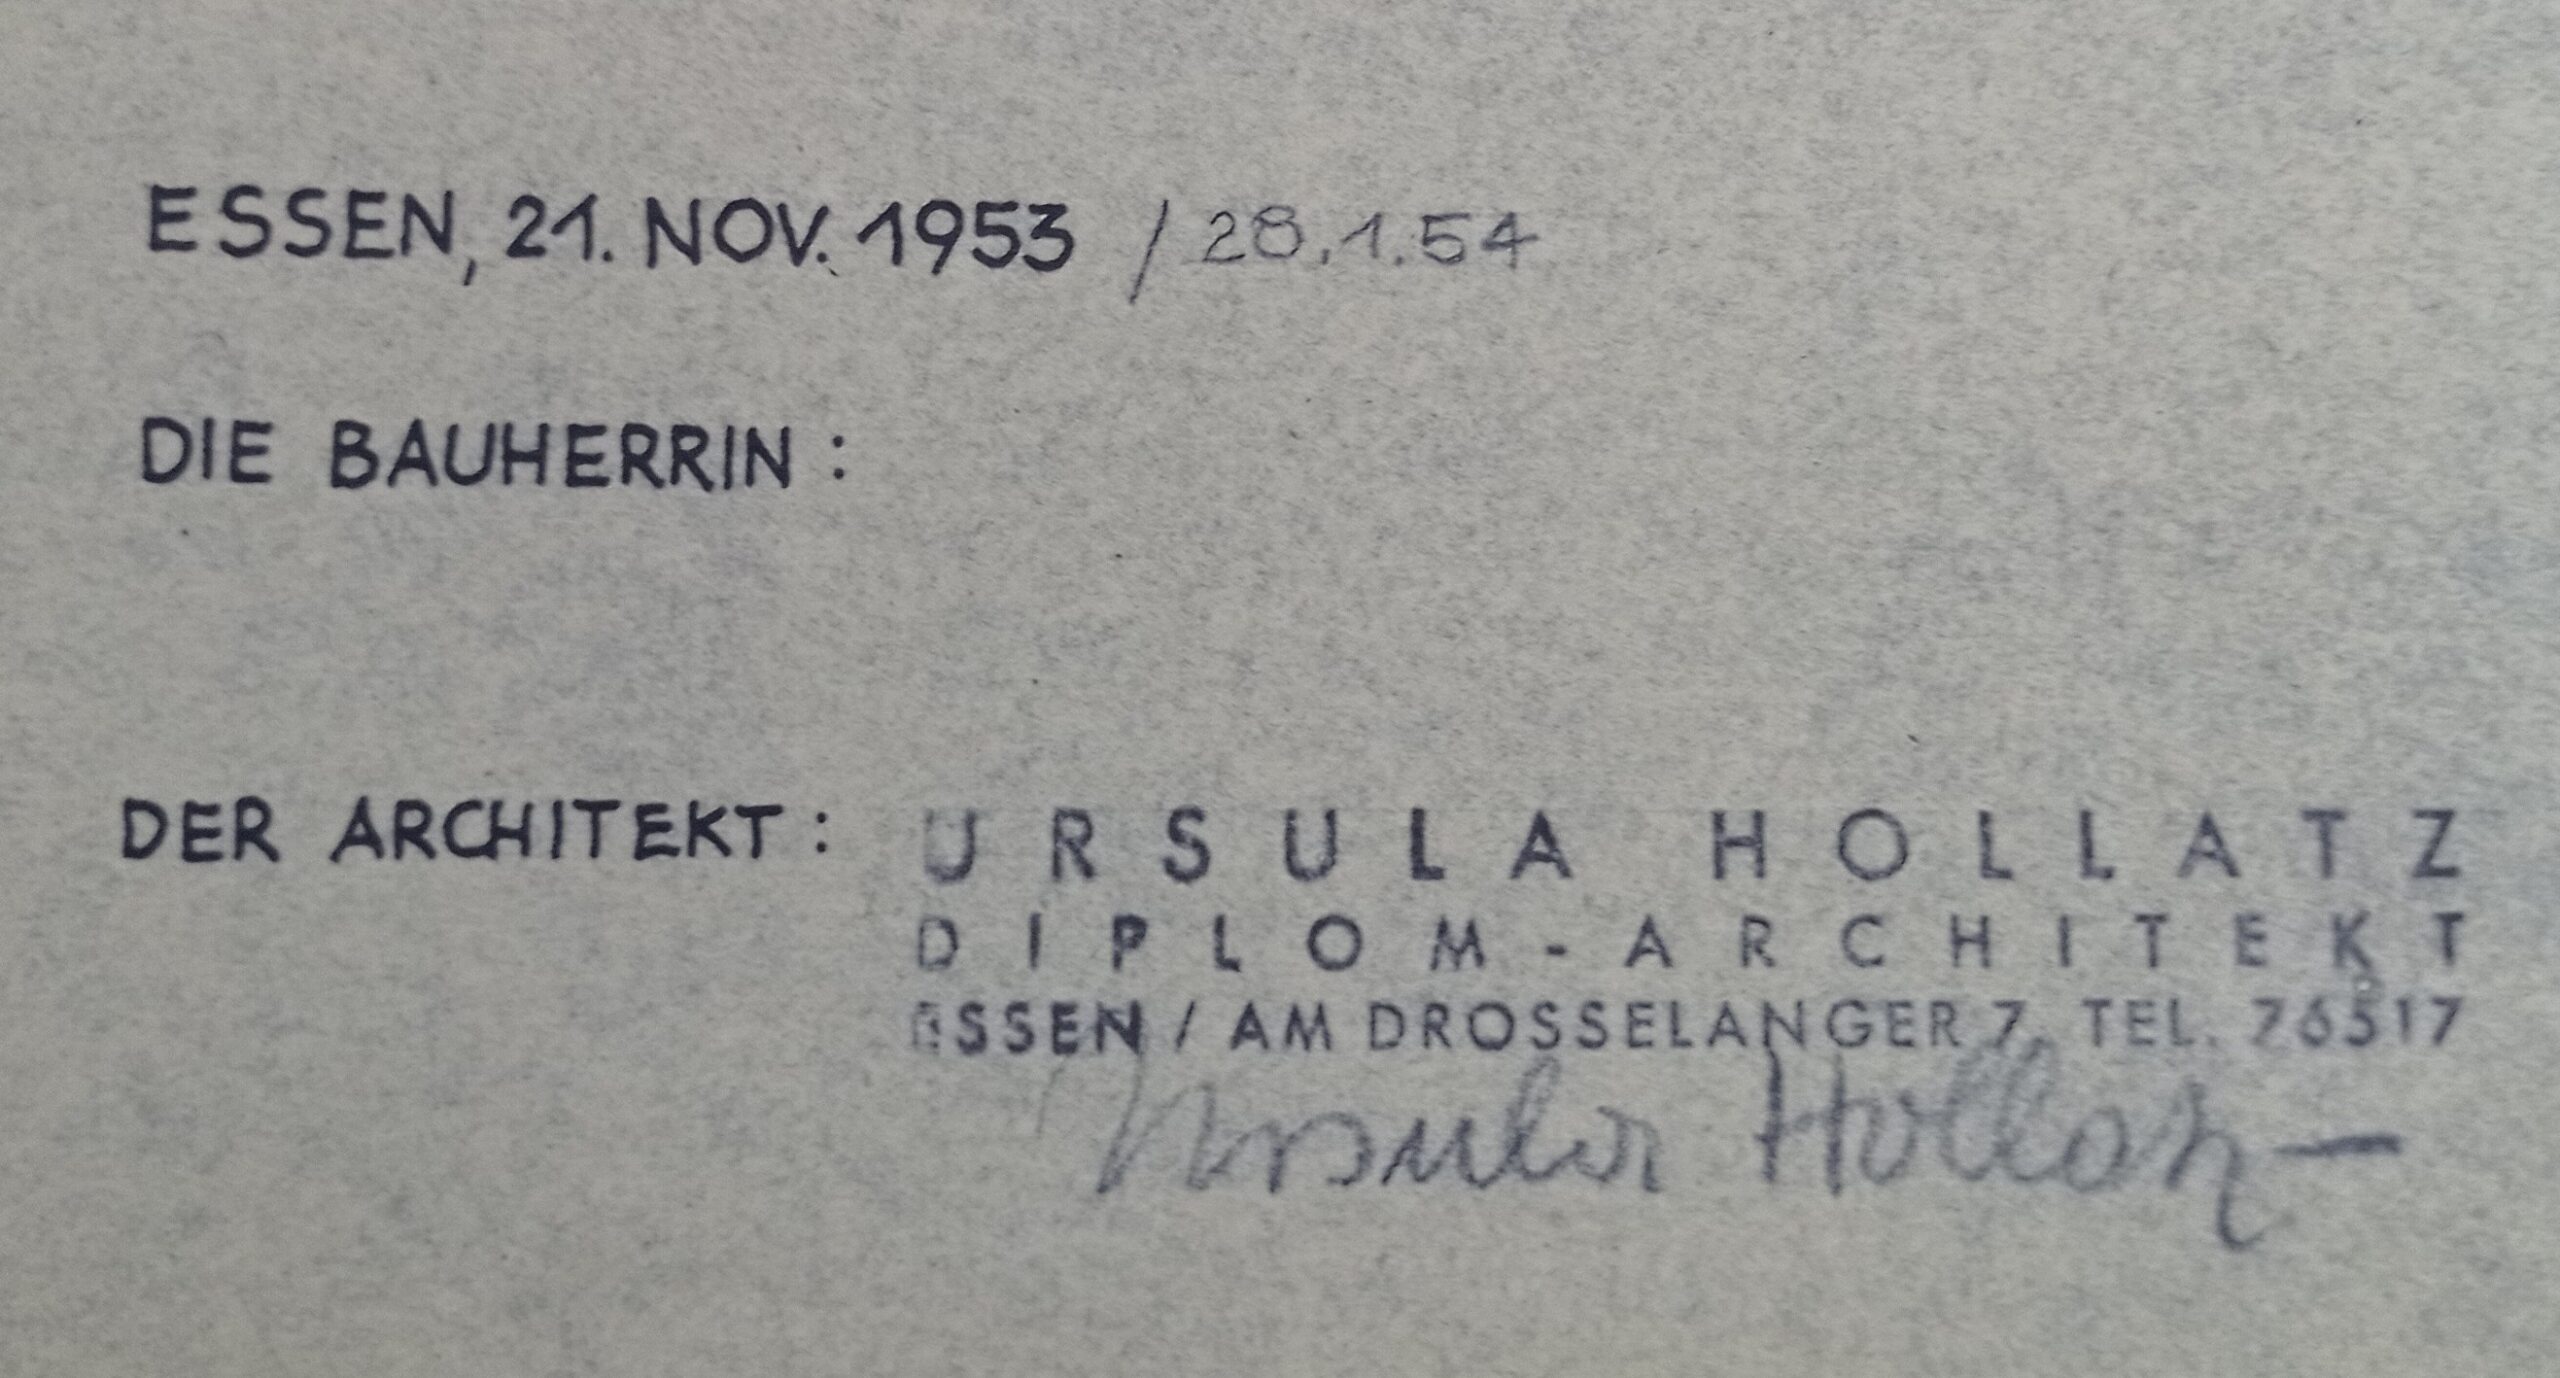 ESSEN, 21. NOV. 1953 / 28.1.54
DIE BAUHERRIN :
DER ARCHITEKT : URSULA HOLLATZ
DIPLOM-ARCHITEKT
ESSEN / AM DROSSELANGER 7, TEL. 76517
Ursula Hollatz